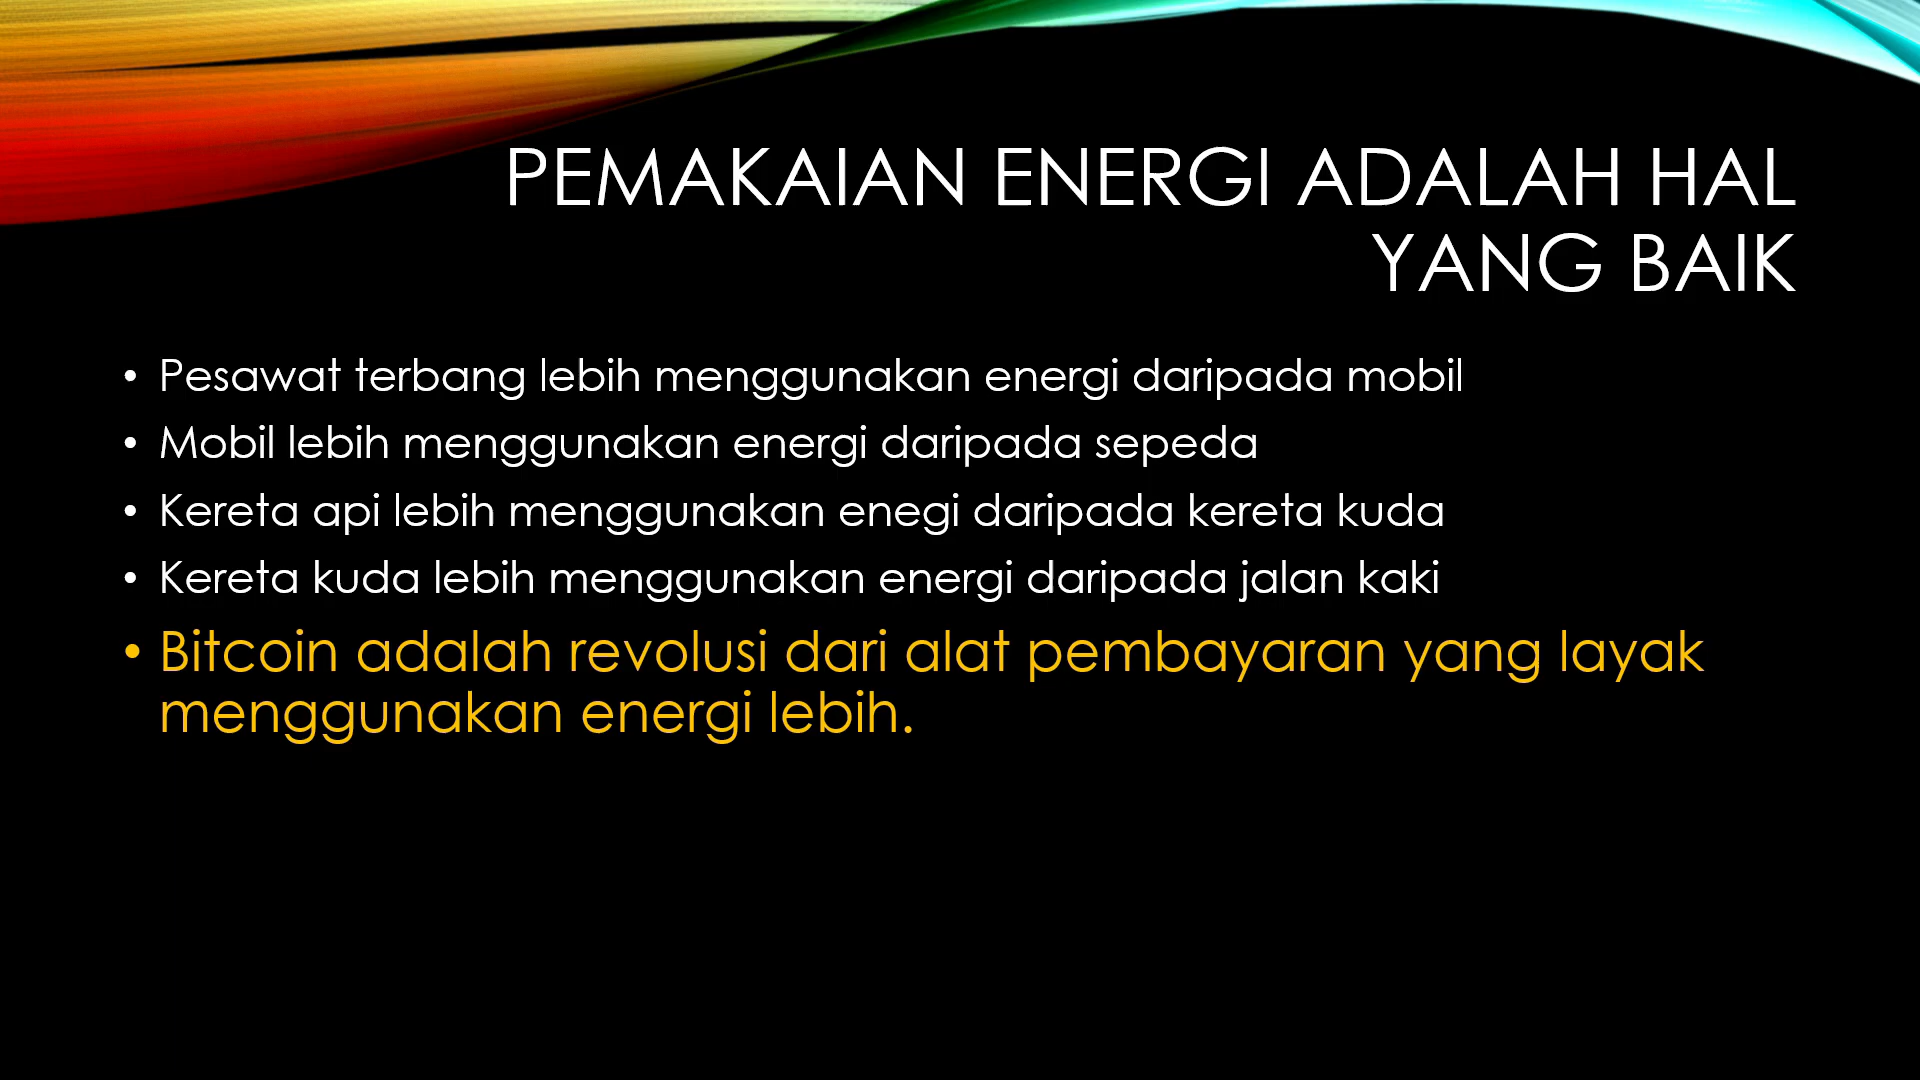 PEMAKAIAN ENERGI ADALAH HAL
YANG BAIK
• Pesawat terbang lebih menggunakan energi daripada mobil
• Mobil lebih menggunakan energi daripada sepeda
• Kereta api lebih menggunakan enegi daripada kereta kuda
• Kereta kuda lebih menggunakan energi daripada jalan kaki
• Bitcoin adalah revolusi dari alat pembayaran yang layak
menggunakan energi lebih.